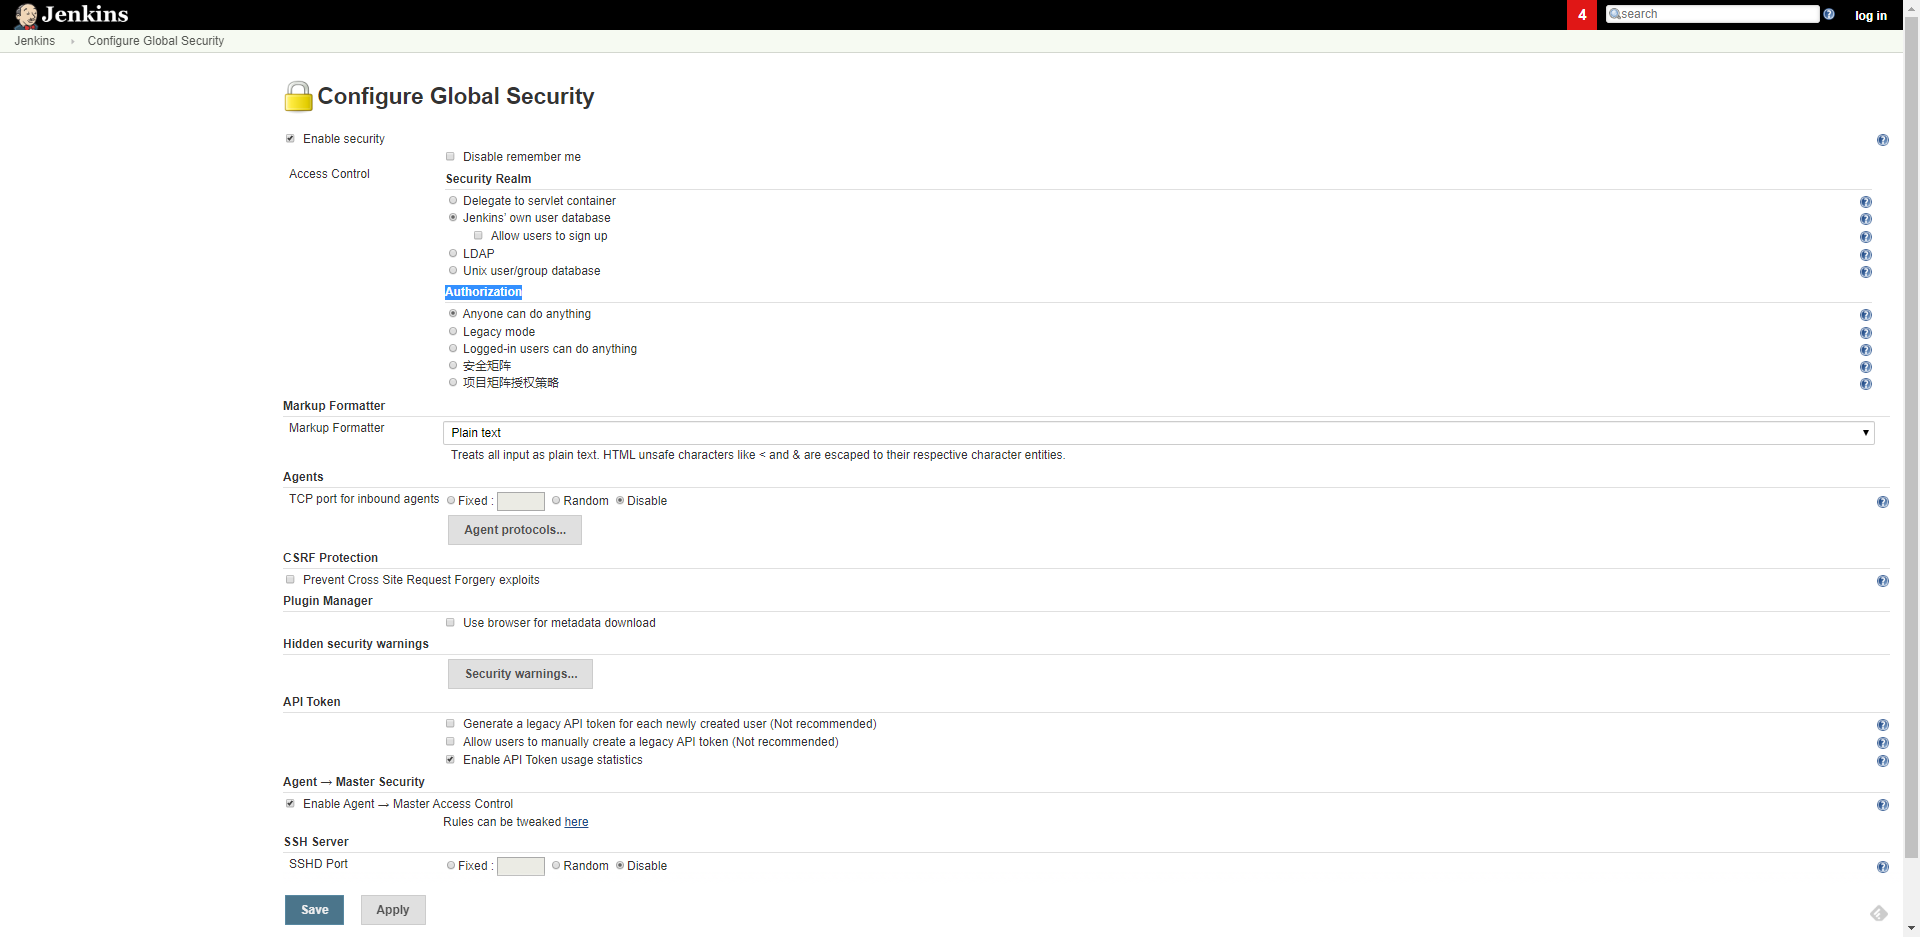 Jenkins
4
search
log in
Jenkins
Configure Global Security
Configure Global Security
Enable security
Disable remember me
Access Control
Security Realm
Delegate to servlet container
Jenkins' own user database
Allow users to sign up
LDAP
Unix user/group database
Authorization
Anyone can do anything
Legacy mode
Logged-in users can do anything
安全矩阵
项目矩阵授权策略
Markup Formatter
Markup Formatter
Plain text
Treats all input as plain text. HTML unsafe characters like < and & are escaped to their respective character entities.
Agents
TCP port for inbound agents Fixed : Random Disable
Agent protocols...
CSRF Protection
Prevent Cross Site Request Forgery exploits
Plugin Manager
Use browser for metadata download
Hidden security warnings
Security warnings...
API Token
Generate a legacy API token for each newly created user (Not recommended)
Allow users to manually create a legacy API token (Not recommended)
Enable API Token usage statistics
Agent → Master Security
Enable Agent → Master Access Control
Rules can be tweaked here
SSH Server
SSHD Port Fixed : Random Disable
Save Apply